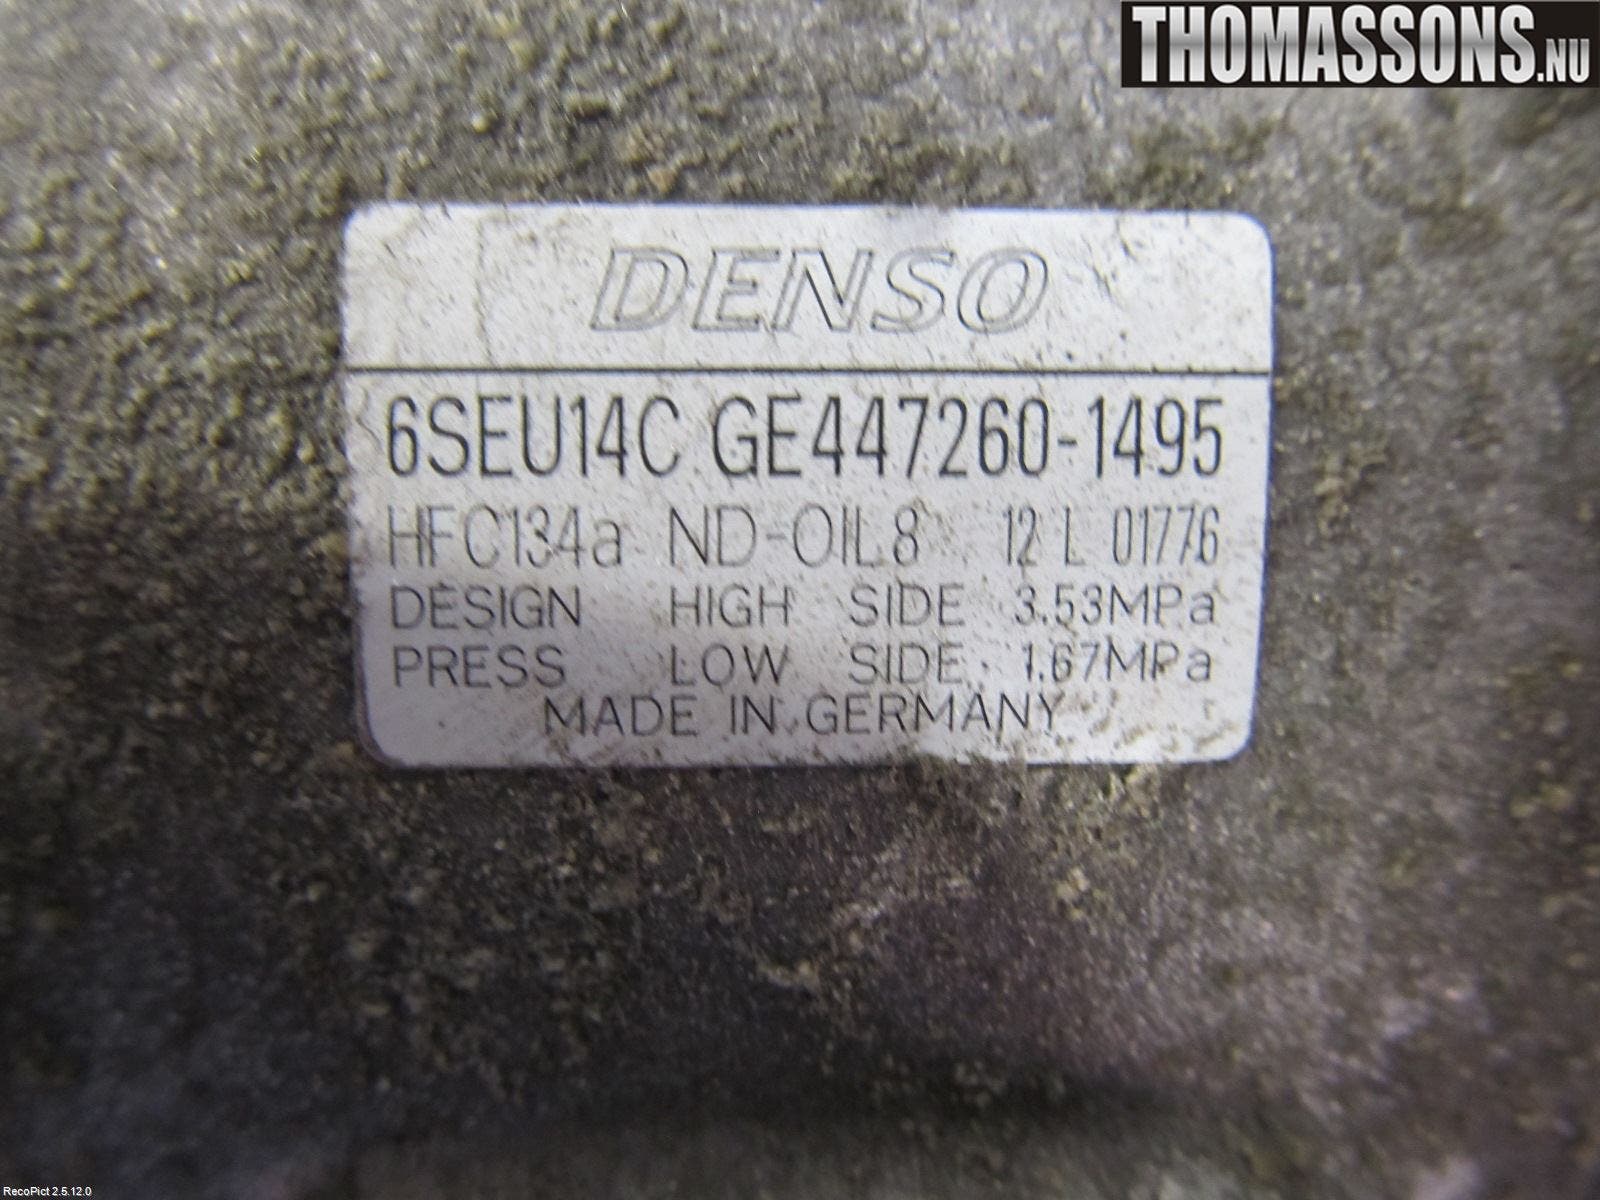 THOMASSONS.NU
DENSO
6SEU14C GE447260-1495
HFC134a ND-OIL8 12 L 01776
DESIGN HIGH SIDE 3.53MPa
PRESS LOW SIDE 1.67MPa
MADE IN GERMANY
RecoPict 2.5.12.0